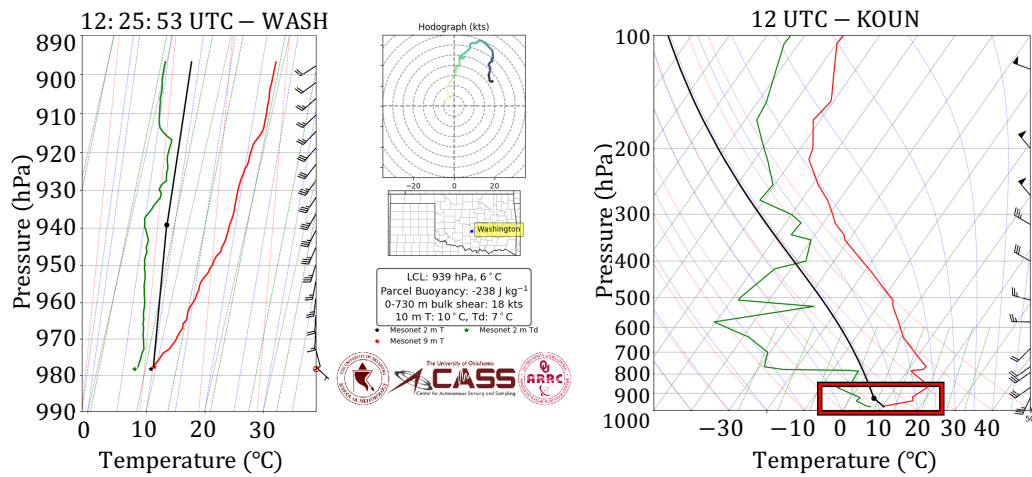 12: 25: 53 UTC – WASH
Pressure (hPa)
890
900
910
920
930
940
950
960
970
980
990
0 10 20 30
Temperature (°C)
Hodograph (kts)
−20 0 20
Washington
LCL: 939 hPa, 6°C
Parcel Buoyancy: -238 J kg⁻¹
0-730 m bulk shear: 18 kts
10 m T: 10°C, Td: 7°C
Mesonet 2 m T
Mesonet 2 m Td
Mesonet 9 m T
The University of Oklahoma
CASS
Center for Autonomous Sensing and Sampling
ARRC
12 UTC – KOUN
Pressure (hPa)
100
200
300
400
500
600
700
800
900
1000
−30 −10 0 10 20 30 40
50
Temperature (°C)